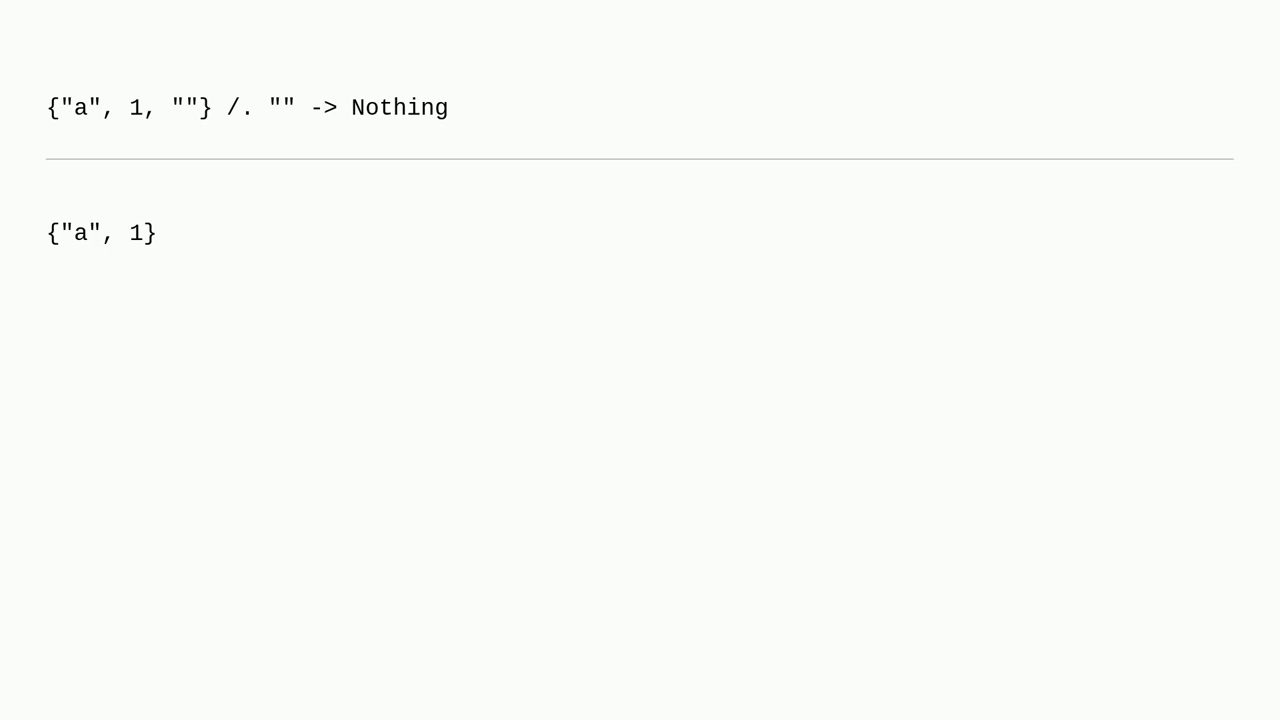 {"a", 1, ""} /. "" -> Nothing
{"a", 1}